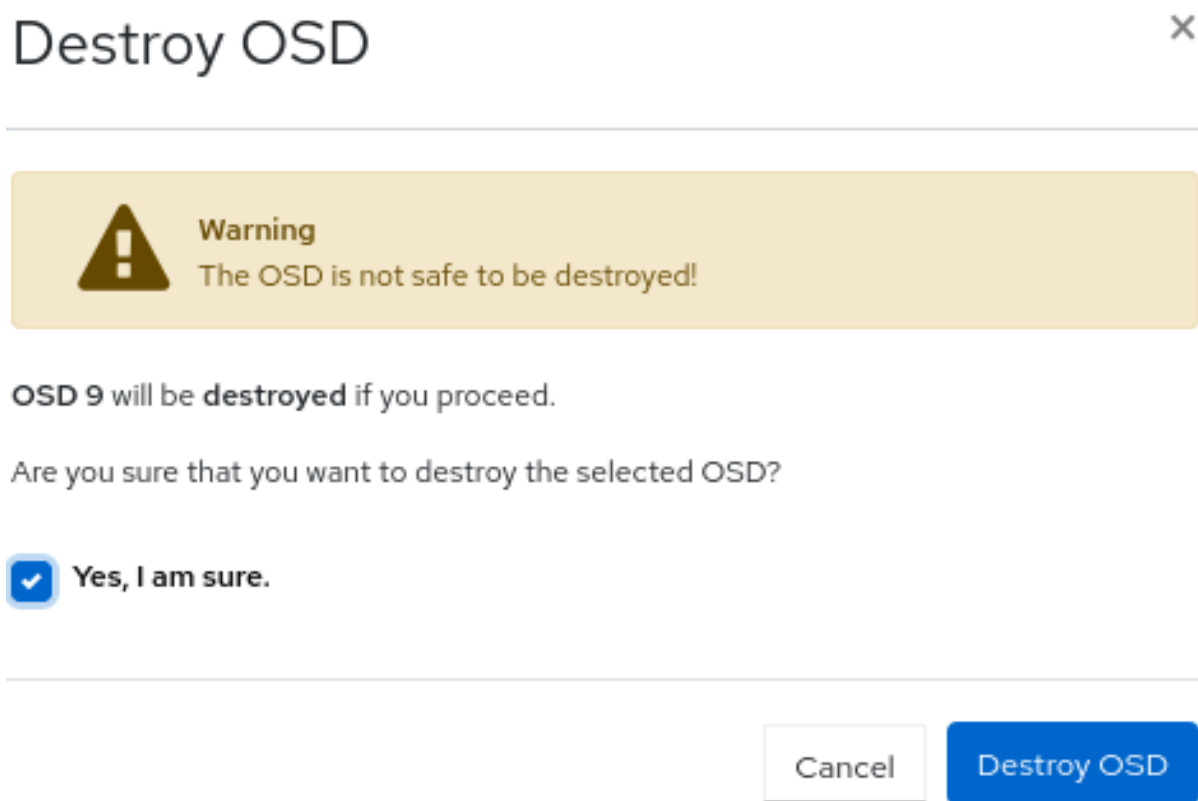 Destroy OSD
Warning
The OSD is not safe to be destroyed!
OSD 9 will be destroyed if you proceed.
Are you sure that you want to destroy the selected OSD?
Yes, I am sure.
Cancel
Destroy OSD